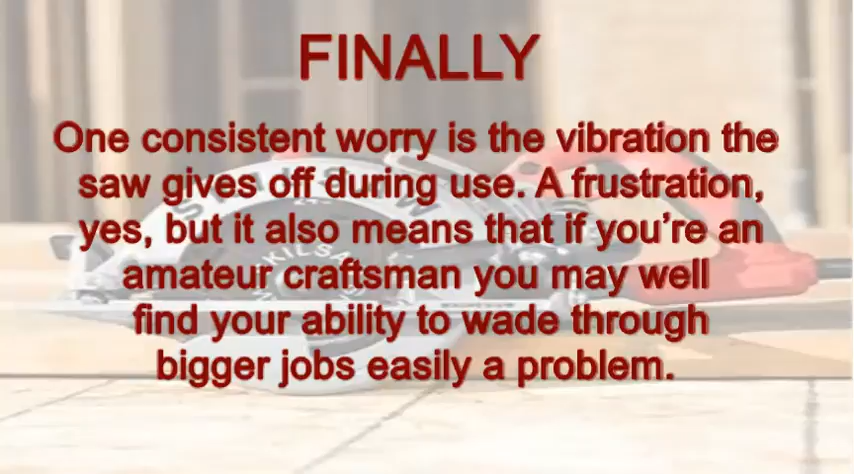 FINALLY
One consistent worry is the vibration the
saw gives off during use. A frustration,
yes, but it also means that if you’re an
amateur craftsman you may well
find your ability to wade through
bigger jobs easily a problem.